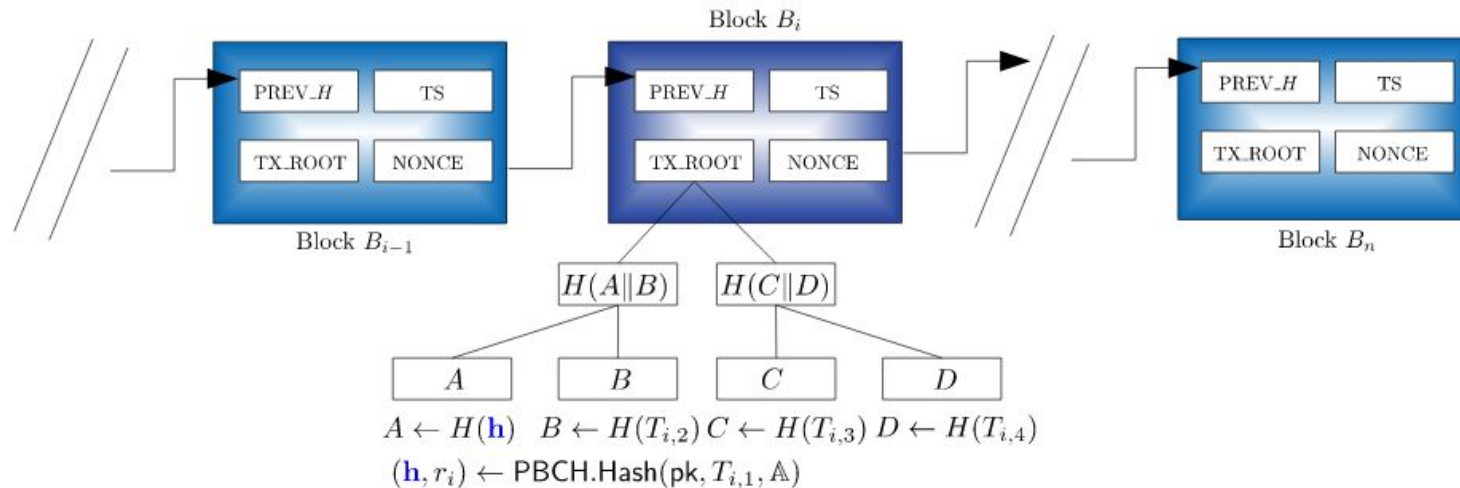 Block B_i
PREV_H TS
TX_ROOT NONCE
Block B_{i−1}
PREV_H TS
TX_ROOT NONCE
PREV_H TS
TX_ROOT NONCE
Block B_n
H(A||B) H(C||D)
A B C D
A ← H(h) B ← H(T_{i,2}) C ← H(T_{i,3}) D ← H(T_{i,4})
(h, r_i) ← PBCH.Hash(pk, T_{i,1}, 𝔸)